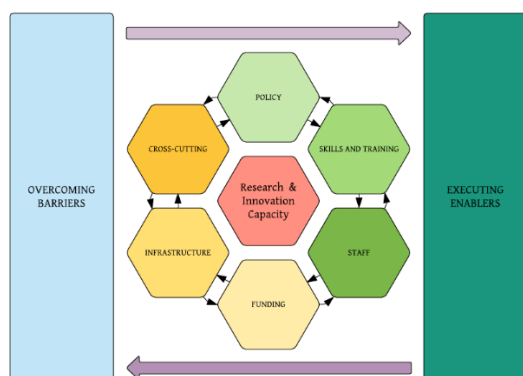 POLICY
CROSS-CUTTING
SKILLS AND TRAINING
OVERCOMING
BARRIERS
Research &
Innovation
Capacity
EXECUTING
ENABLERS
INFRASTRUCTURE
STAFF
FUNDING